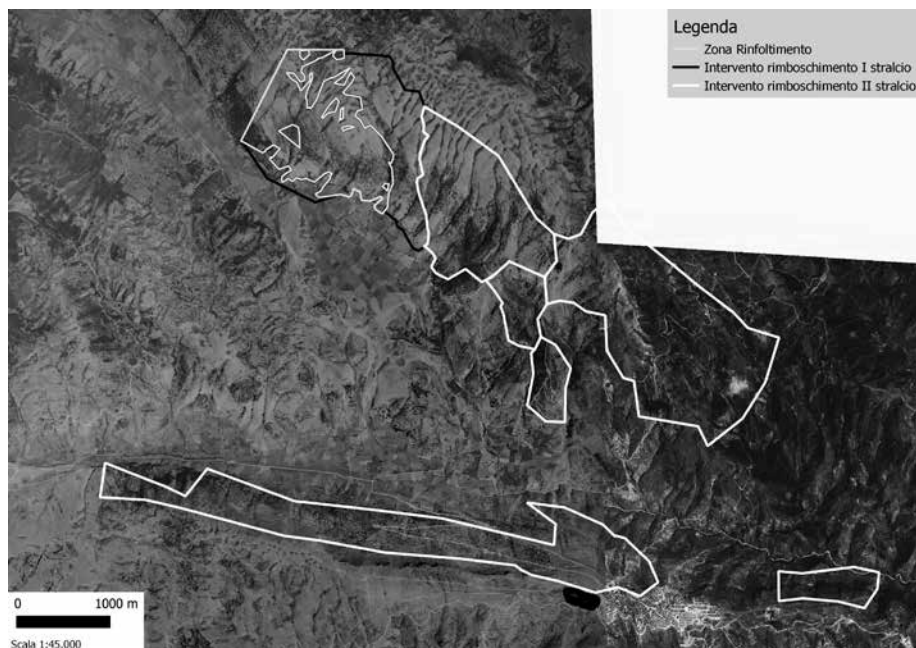 Legenda
Zona Rinfoltimento
Intervento rimboschimento I stralcio
Intervento rimboschimento II stralcio
0 1000 m
Scala 1:45.000